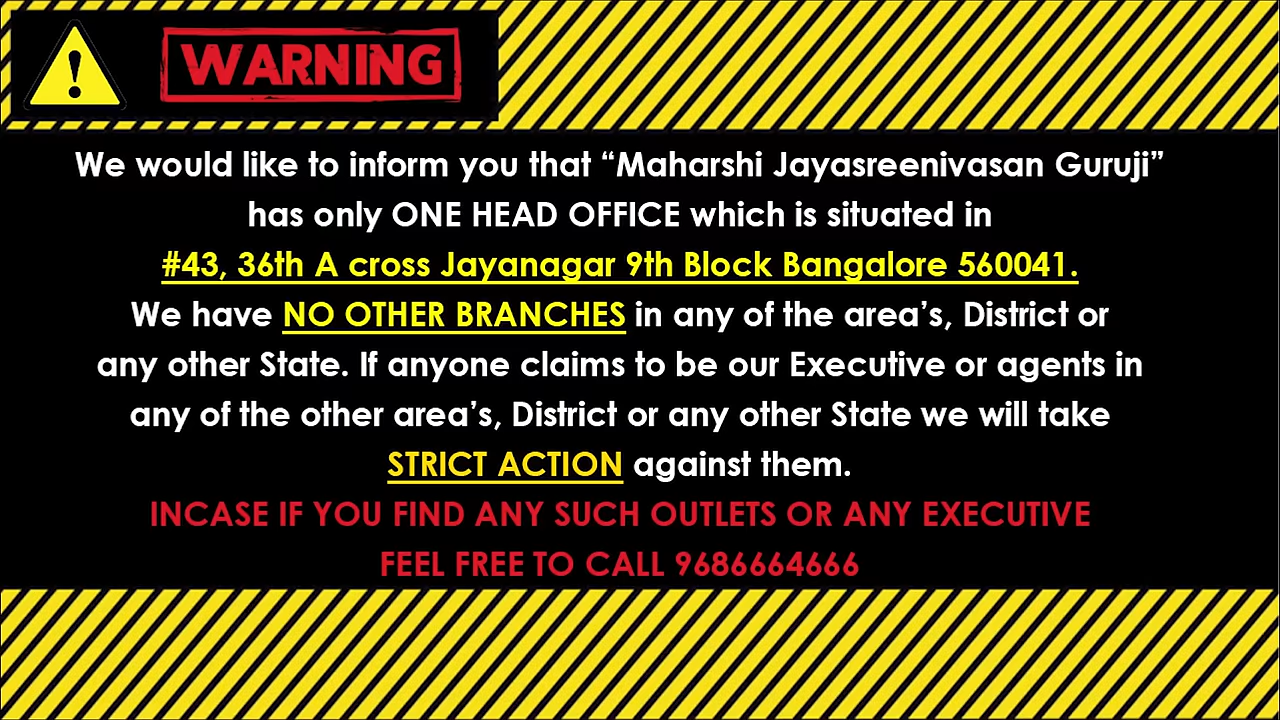 WARNING
We would like to inform you that “Maharshi Jayasreenivasan Guruji”
has only ONE HEAD OFFICE which is situated in
#43, 36th A cross Jayanagar 9th Block Bangalore 560041.
We have NO OTHER BRANCHES in any of the area’s, District or
any other State. If anyone claims to be our Executive or agents in
any of the other area’s, District or any other State we will take
STRICT ACTION against them.
INCASE IF YOU FIND ANY SUCH OUTLETS OR ANY EXECUTIVE
FEEL FREE TO CALL 9686664666